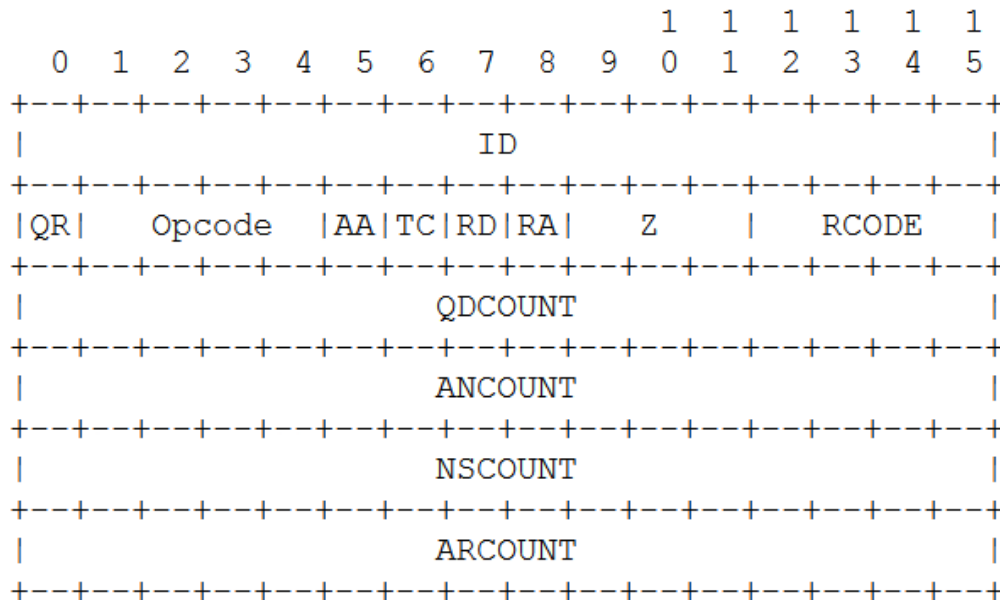 1  1  1  1  1  1
  0  1  2  3  4  5  6  7  8  9  0  1  2  3  4  5
+--+--+--+--+--+--+--+--+--+--+--+--+--+--+--+--+
|                      ID                       |
+--+--+--+--+--+--+--+--+--+--+--+--+--+--+--+--+
|QR|   Opcode  |AA|TC|RD|RA|   Z    |   RCODE   |
+--+--+--+--+--+--+--+--+--+--+--+--+--+--+--+--+
|                    QDCOUNT                    |
+--+--+--+--+--+--+--+--+--+--+--+--+--+--+--+--+
|                    ANCOUNT                    |
+--+--+--+--+--+--+--+--+--+--+--+--+--+--+--+--+
|                    NSCOUNT                    |
+--+--+--+--+--+--+--+--+--+--+--+--+--+--+--+--+
|                    ARCOUNT                    |
+--+--+--+--+--+--+--+--+--+--+--+--+--+--+--+--+